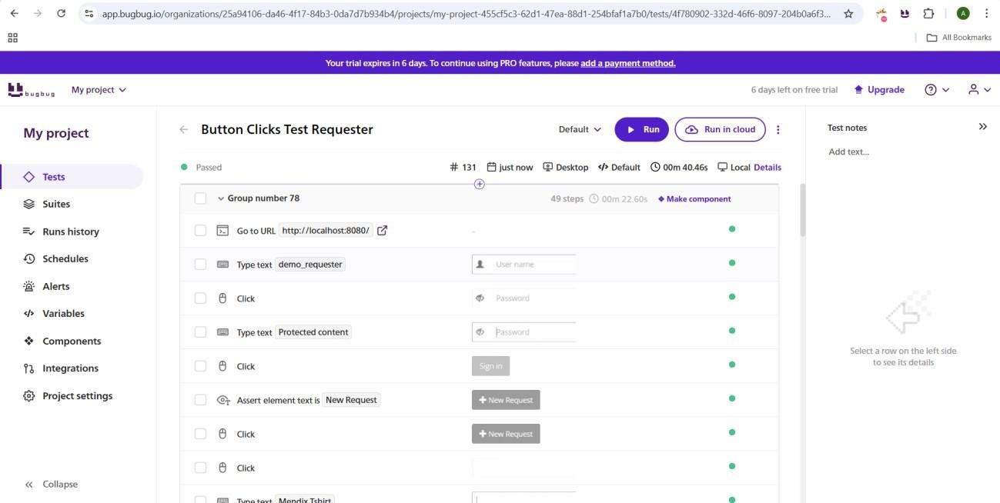 app.bugbug.io/organizations/25a94106-da46-4f17-84b3-0da7d7b934b4/projects/my-project-455cf5c3-62d1-47ea-88d1-254bfaf1a7b0/tests/4f780902-332d-46f6-8097-204b0a6f3...
A
All Bookmarks
Your trial expires in 6 days. To continue using PRO features, please add a payment method.
bugbug
My project
6 days left on free trial
Upgrade
My project
Button Clicks Test Requester
Default
Run
Run in cloud
Test notes
Add text...
Tests
Suites
Runs history
Schedules
Alerts
Variables
Components
Integrations
Project settings
Collapse
Passed
# 131 just now Desktop Default 00m 40.46s Local Details
Group number 78 49 steps 00m 22.60s Make component
Go to URL http://localhost:8080/ -
Type text demo_requester User name
Click Password
Type text Protected content Password
Click Sign in
Assert element text is New Request New Request
Click New Request
Click
Type text Mendix Tshirt
Select a row on the left side
to see its details